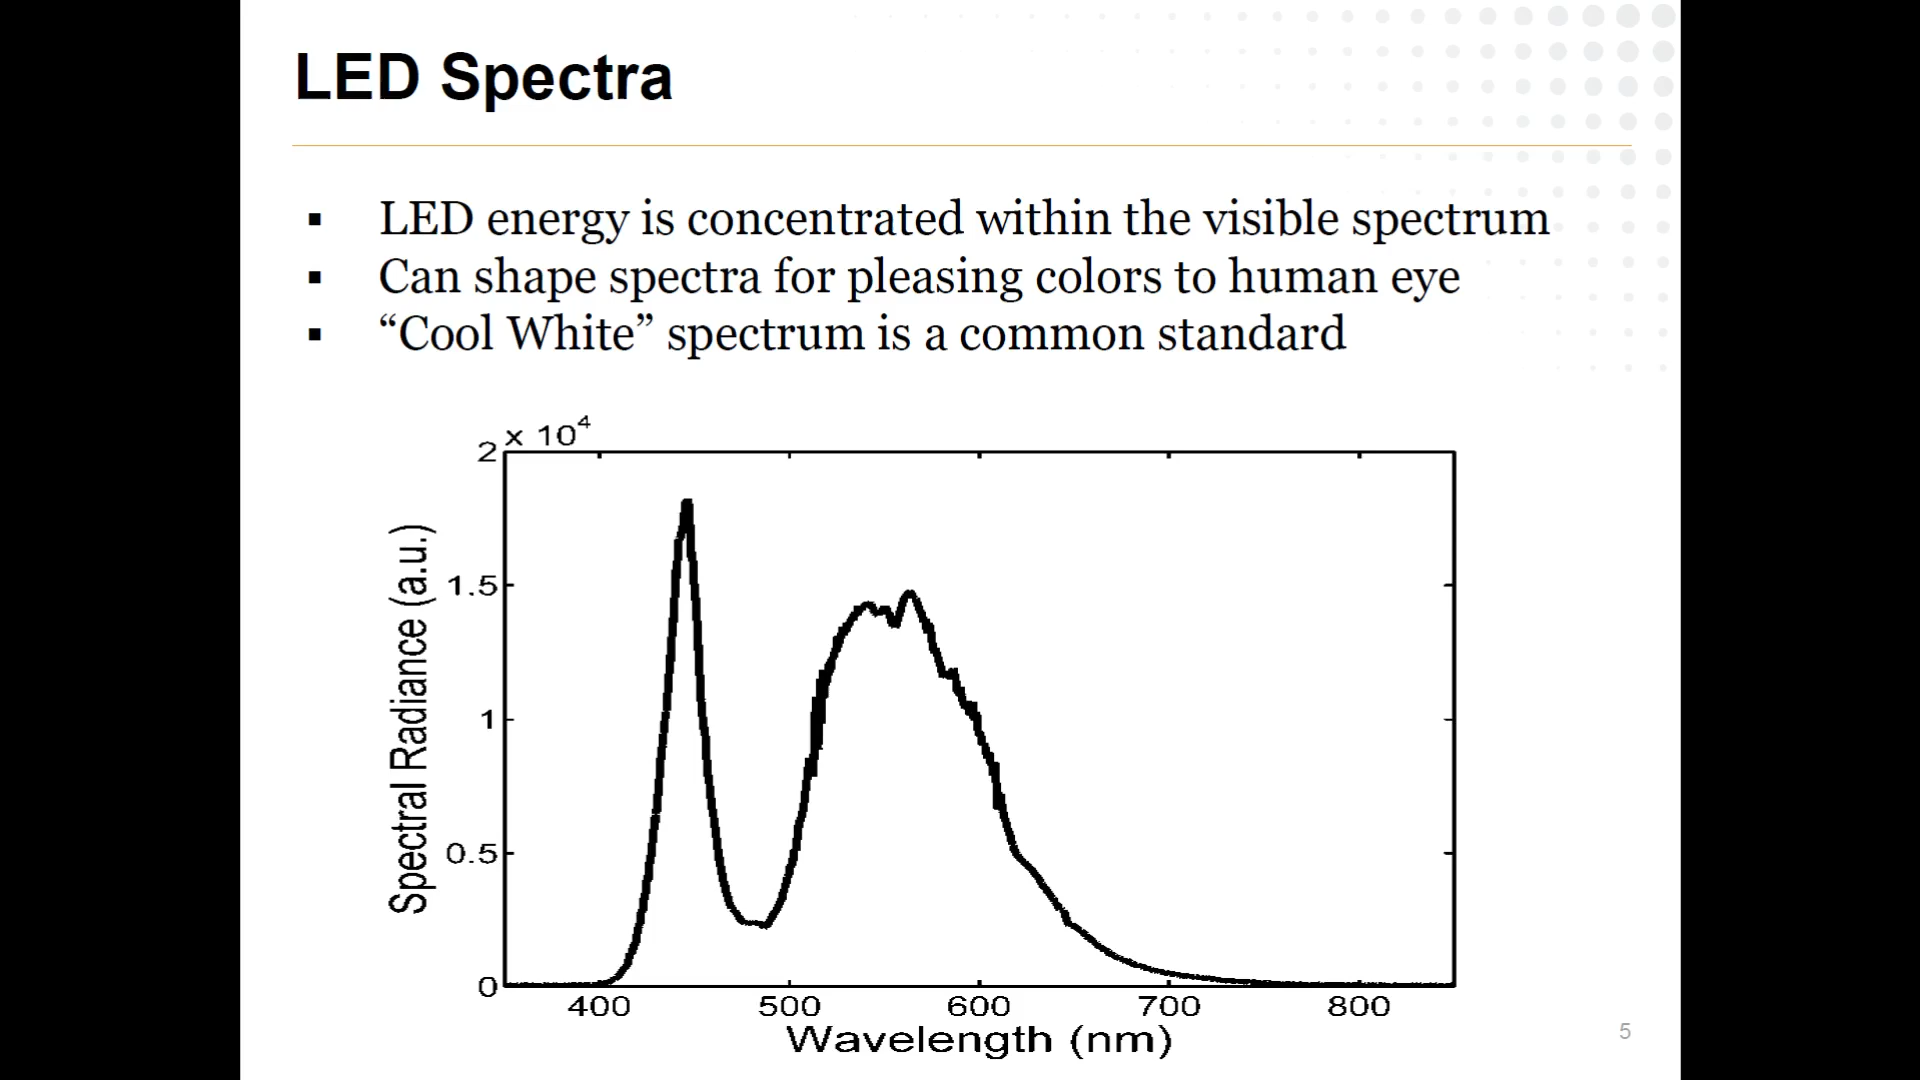 LED Spectra
▪ LED energy is concentrated within the visible spectrum
▪ Can shape spectra for pleasing colors to human eye
▪ “Cool White” spectrum is a common standard
2 × 10⁴
1.5
1
0.5
0
Spectral Radiance (a.u.)
400 500 600 700 800
Wavelength (nm)
5